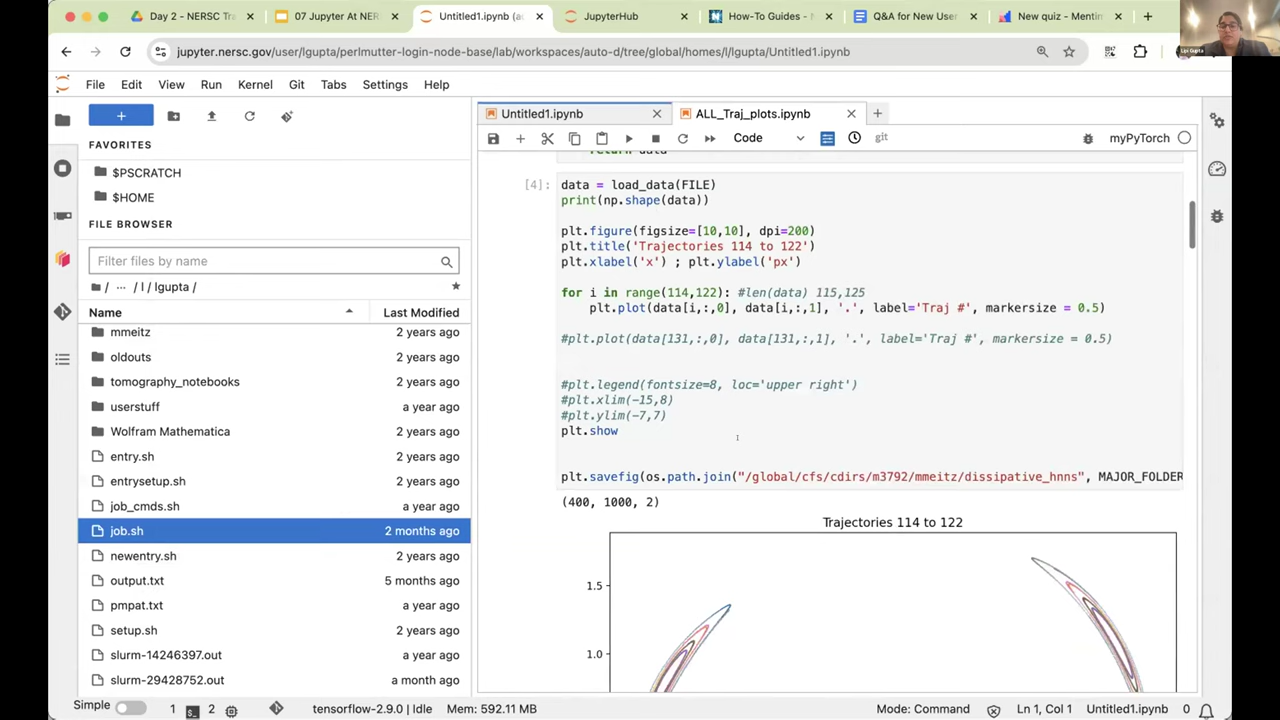 Day 2 - NERSC Tra
07 Jupyter At NER
Untitled1.ipynb (au
JupyterHub
How-To Guides -
Q&A for New User
New quiz - Mentin
jupyter.nersc.gov/user/lgupta/perlmutter-login-node-base/lab/workspaces/auto-d/tree/global/homes/l/lgupta/Untitled1.ipynb
Lipi Gupta
File Edit View Run Kernel Git Tabs Settings Help
Untitled1.ipynb
ALL_Traj_plots.ipynb
Code
git
myPyTorch
FAVORITES
$PSCRATCH
$HOME
FILE BROWSER
Filter files by name
/ ... / l / lgupta /
Name Last Modified
mmeitz 2 years ago
oldouts 2 years ago
tomography_notebooks 2 years ago
userstuff a year ago
Wolfram Mathematica 2 years ago
entry.sh 2 years ago
entrysetup.sh 2 years ago
job_cmds.sh a year ago
job.sh 2 months ago
newentry.sh 2 years ago
output.txt 5 months ago
pmpat.txt a year ago
setup.sh 2 years ago
slurm-14246397.out a year ago
slurm-29428752.out a month ago
return data
[4]: data = load_data(FILE)
print(np.shape(data))
plt.figure(figsize=[10,10], dpi=200)
plt.title('Trajectories 114 to 122')
plt.xlabel('x') ; plt.ylabel('px')
for i in range(114,122): #len(data) 115,125
plt.plot(data[i,:,0], data[i,:,1], '.', label='Traj #', markersize = 0.5)
#plt.plot(data[131,:,0], data[131,:,1], '.', label='Traj #', markersize = 0.5)
#plt.legend(fontsize=8, loc='upper right')
#plt.xlim(-15,8)
#plt.ylim(-7,7)
plt.show
plt.savefig(os.path.join("/global/cfs/cdirs/m3792/mmeitz/dissipative_hnns", MAJOR_FOLDER
(400, 1000, 2)
Trajectories 114 to 122
1.5
1.0
Simple 1 2 tensorflow-2.9.0 | Idle Mem: 592.11 MB Mode: Command Ln 1, Col 1 Untitled1.ipynb 0